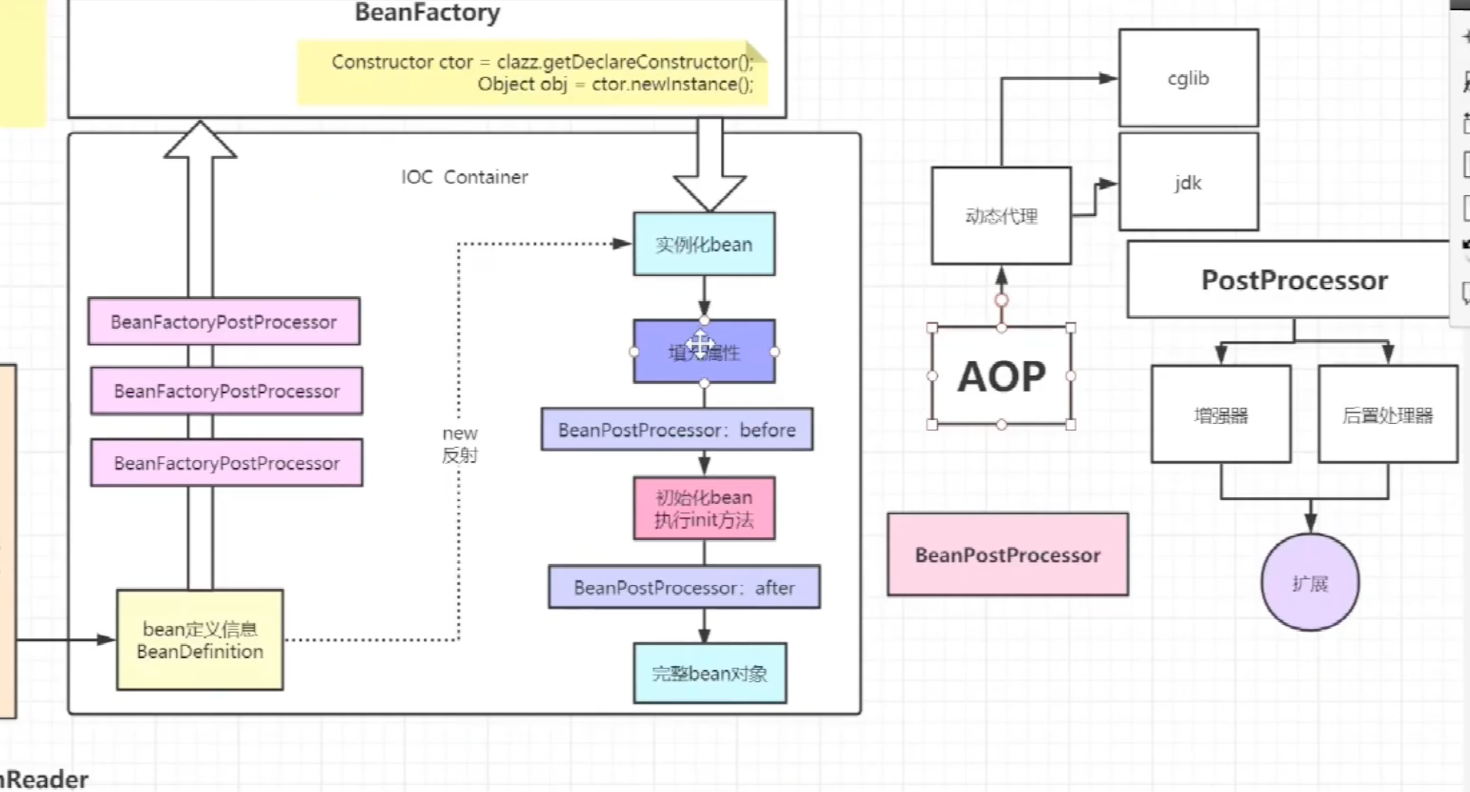 BeanFactory
Constructor ctor = clazz.getDeclareConstructor();
Object obj = ctor.newInstance();
IOC Container
实例化bean
BeanFactoryPostProcessor
BeanFactoryPostProcessor
BeanFactoryPostProcessor
new
反射
属性
BeanPostProcessor：before
初始化bean
执行init方法
BeanPostProcessor：after
完整bean对象
bean定义信息
BeanDefinition
cglib
jdk
动态代理
AOP
PostProcessor
增强器
后置处理器
BeanPostProcessor
扩展
Reader